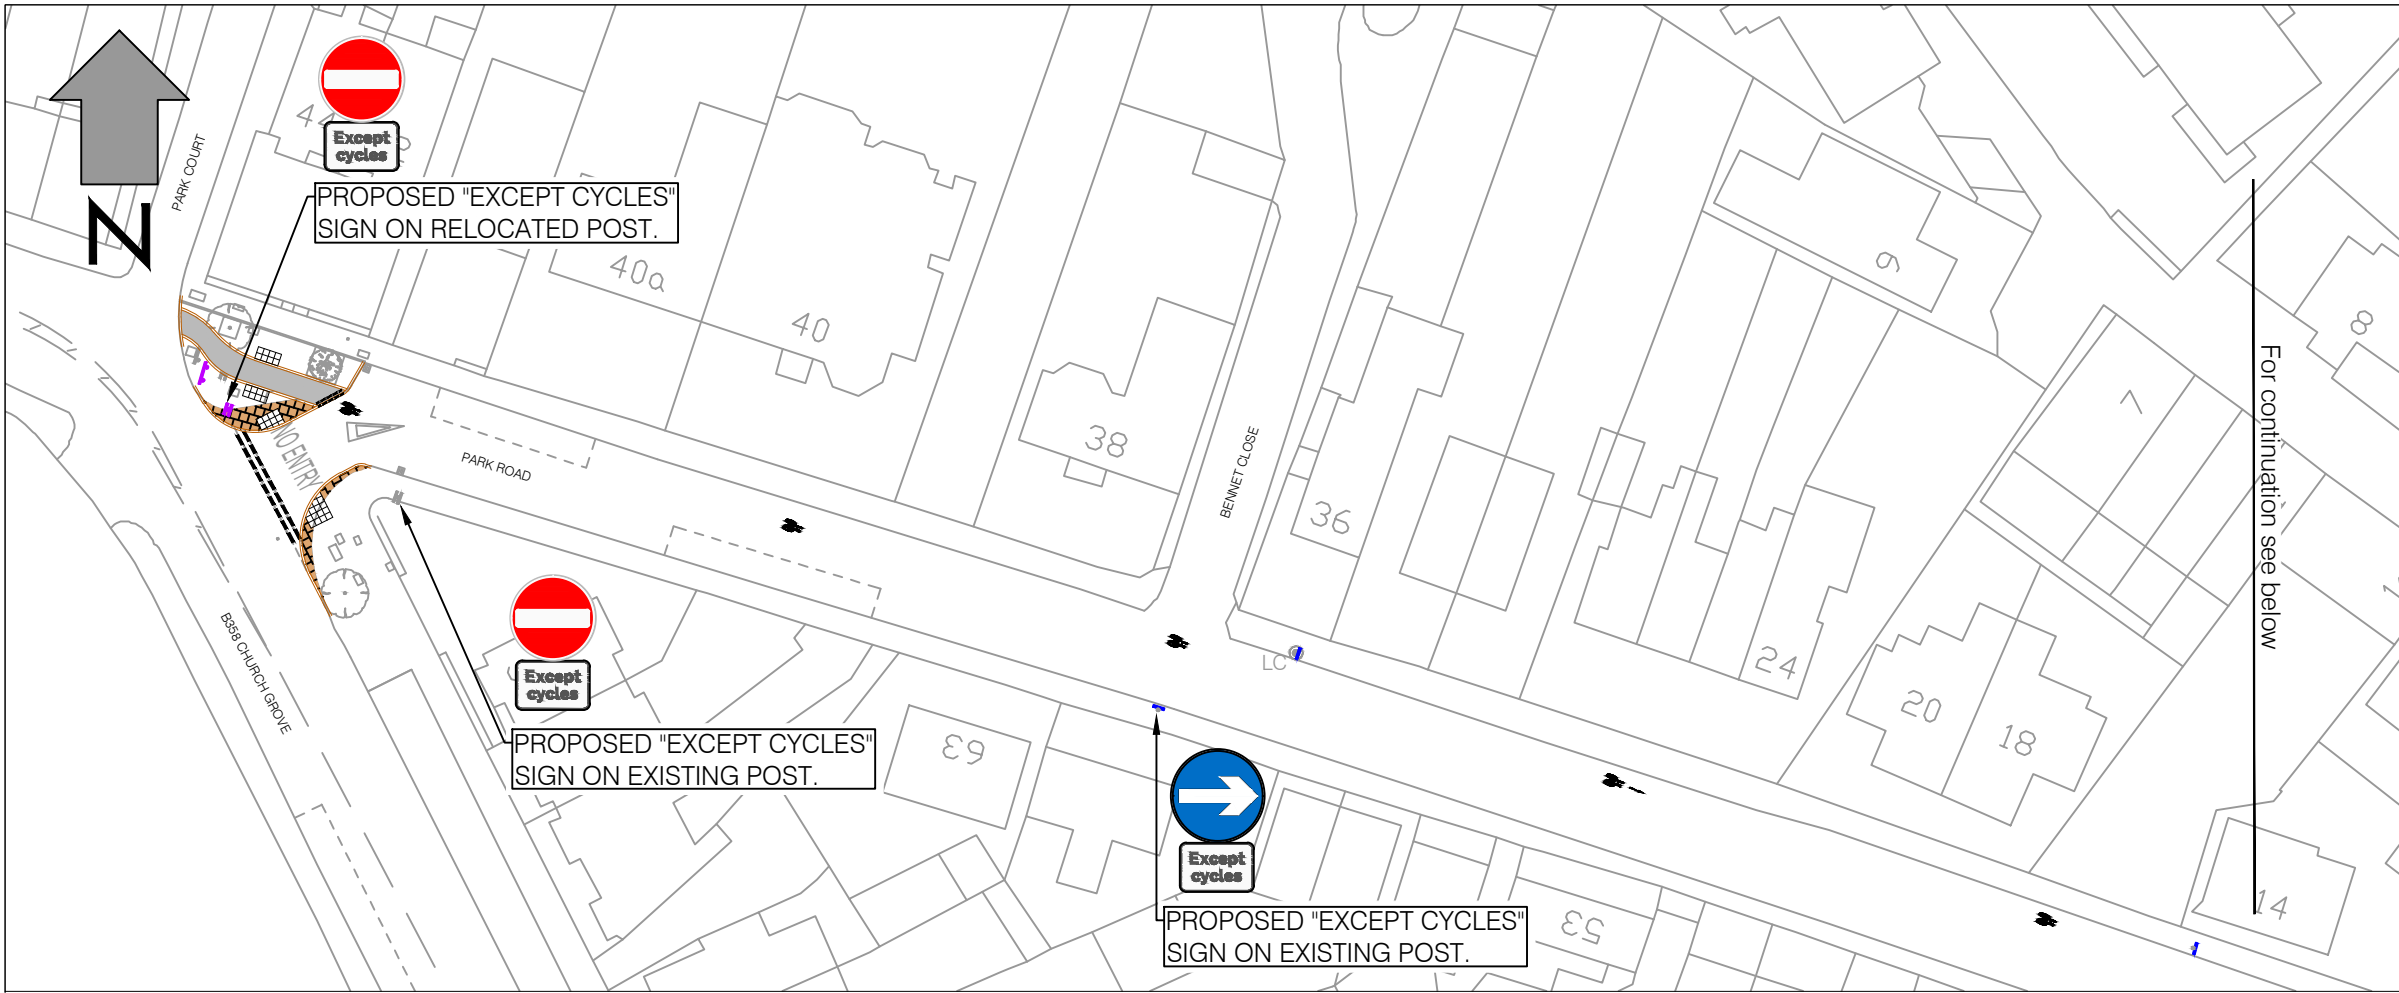 N
PARK COURT
Except
cycles
PROPOSED "EXCEPT CYCLES"
SIGN ON RELOCATED POST.
40a
40
38
36
24
20
18
14
9
7
8
63
53
NO ENTRY
PARK ROAD
BENNET CLOSE
LC
B358 CHURCH GROVE
Except
cycles
PROPOSED "EXCEPT CYCLES"
SIGN ON EXISTING POST.
Except
cycles
PROPOSED "EXCEPT CYCLES"
SIGN ON EXISTING POST.
For continuation see below